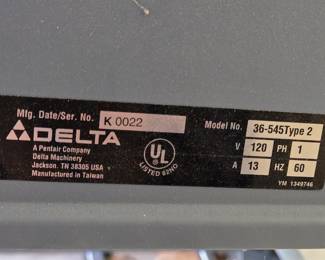 Mfg. Date/Ser. No. K 0022
DELTA
A Pentair Company
Delta Machinery
Jackson. TN 38305 USA
Manufactured in Taiwan
UL
LISTED 62NO
Model No. 36-545Type 2
V 120 PH 1
A 13 HZ 60
YM 1349746